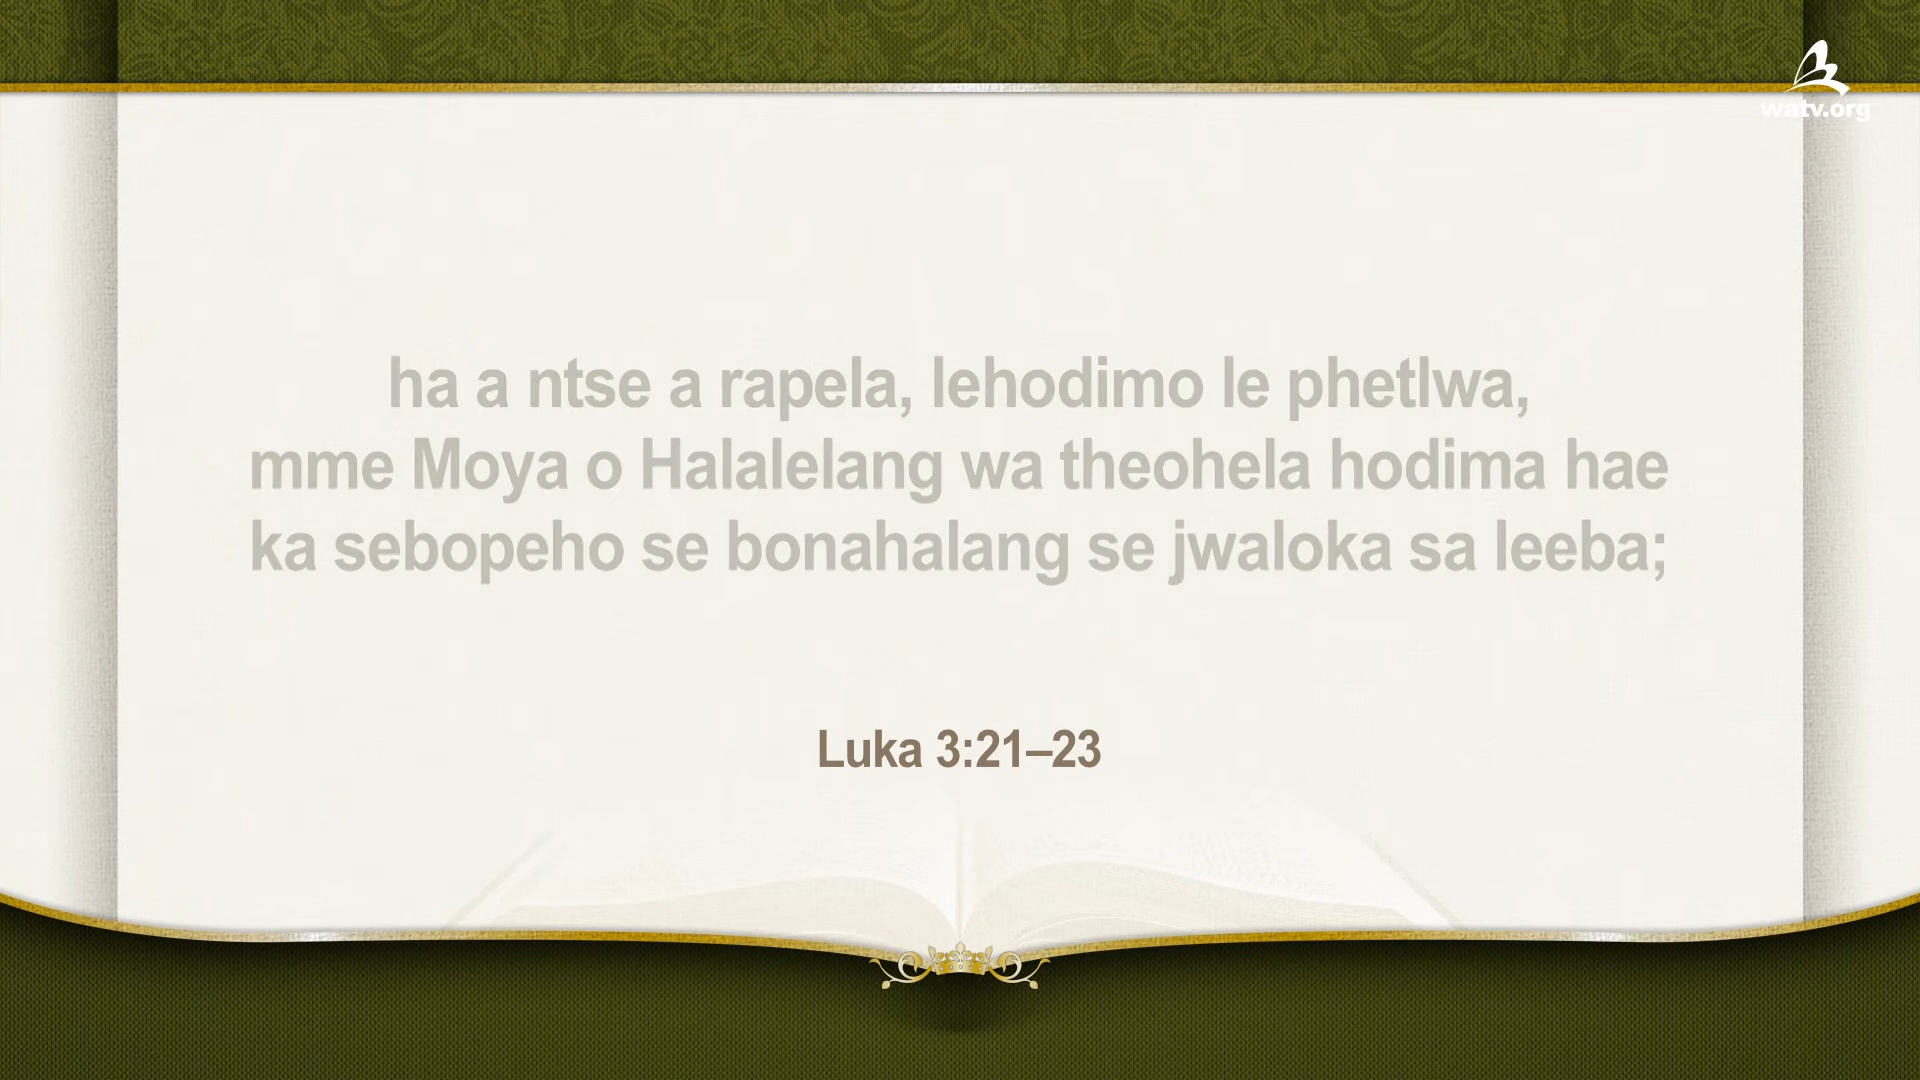 watv.org
ha a ntse a rapela, lehodimo le phetlwa,
mme Moya o Halalelang wa theohela hodima hae
ka sebopeho se bonahalang se jwaloka sa leeba;
Luka 3:21–23